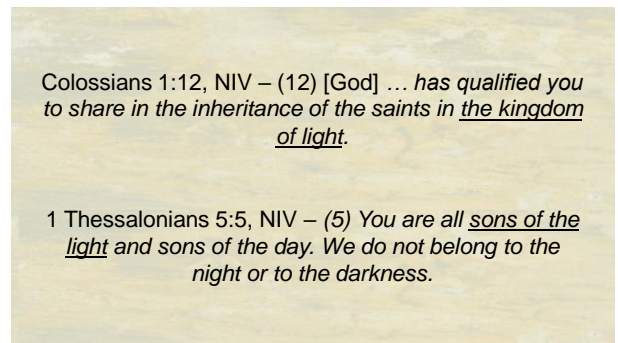 Colossians 1:12, NIV – (12) [God] … has qualified you
to share in the inheritance of the saints in the kingdom
of light.
1 Thessalonians 5:5, NIV – (5) You are all sons of the
light and sons of the day. We do not belong to the
night or to the darkness.